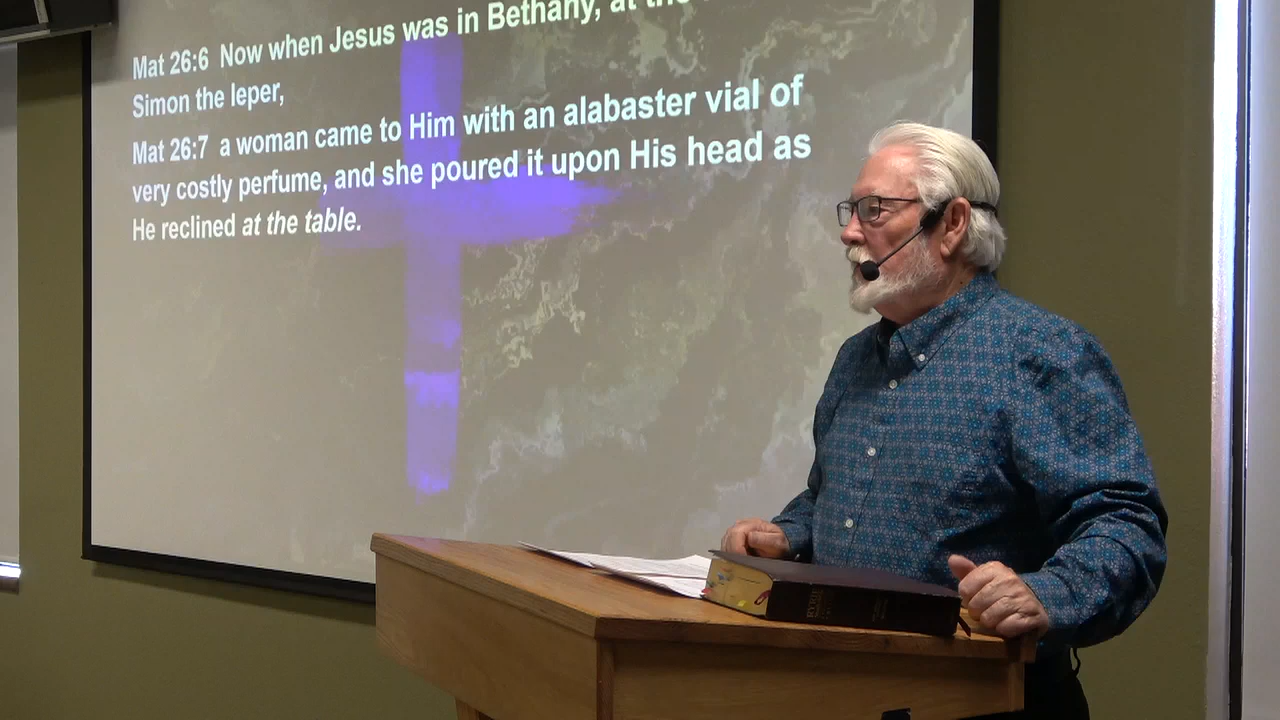 Mat 26:6 Now when Jesus was in Bethany, at the
Simon the leper,
Mat 26:7 a woman came to Him with an alabaster vial of
very costly perfume, and she poured it upon His head as
He reclined at the table.
RYRIE